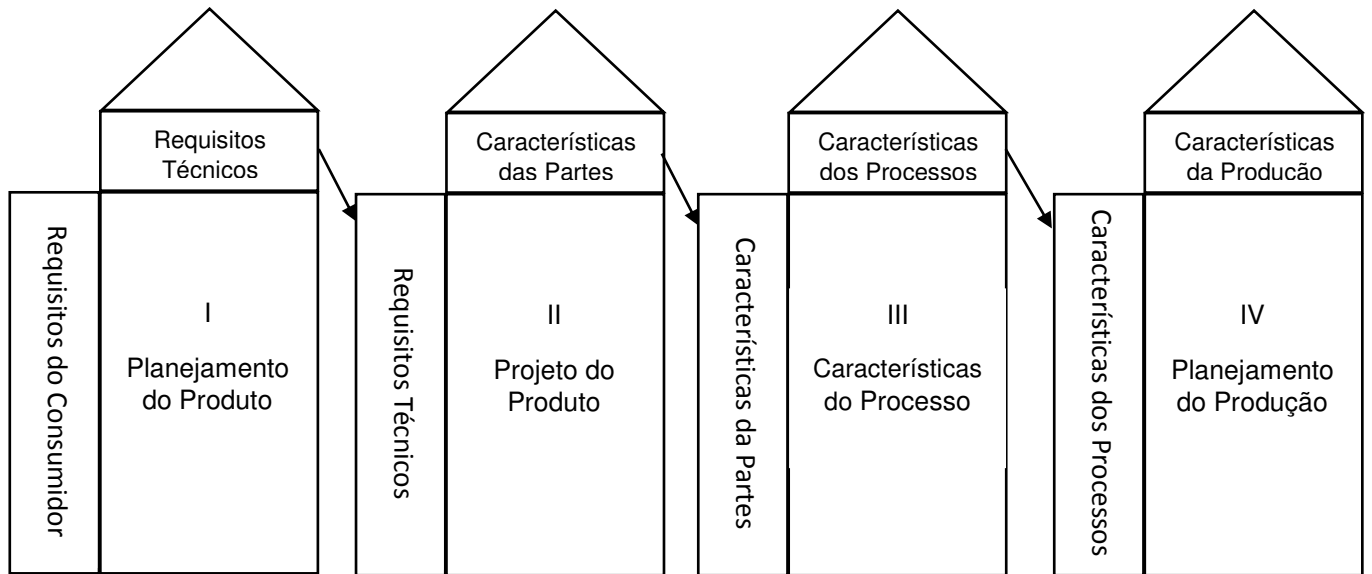 Requisitos
Técnicos
Requisitos do Consumidor
I
Planejamento
do Produto
Características
das Partes
Requisitos Técnicos
II
Projeto do
Produto
Características
dos Processos
Características da Partes
III
Características
do Processo
Características
da Producão
Características dos Processos
IV
Planejamento
do Produção